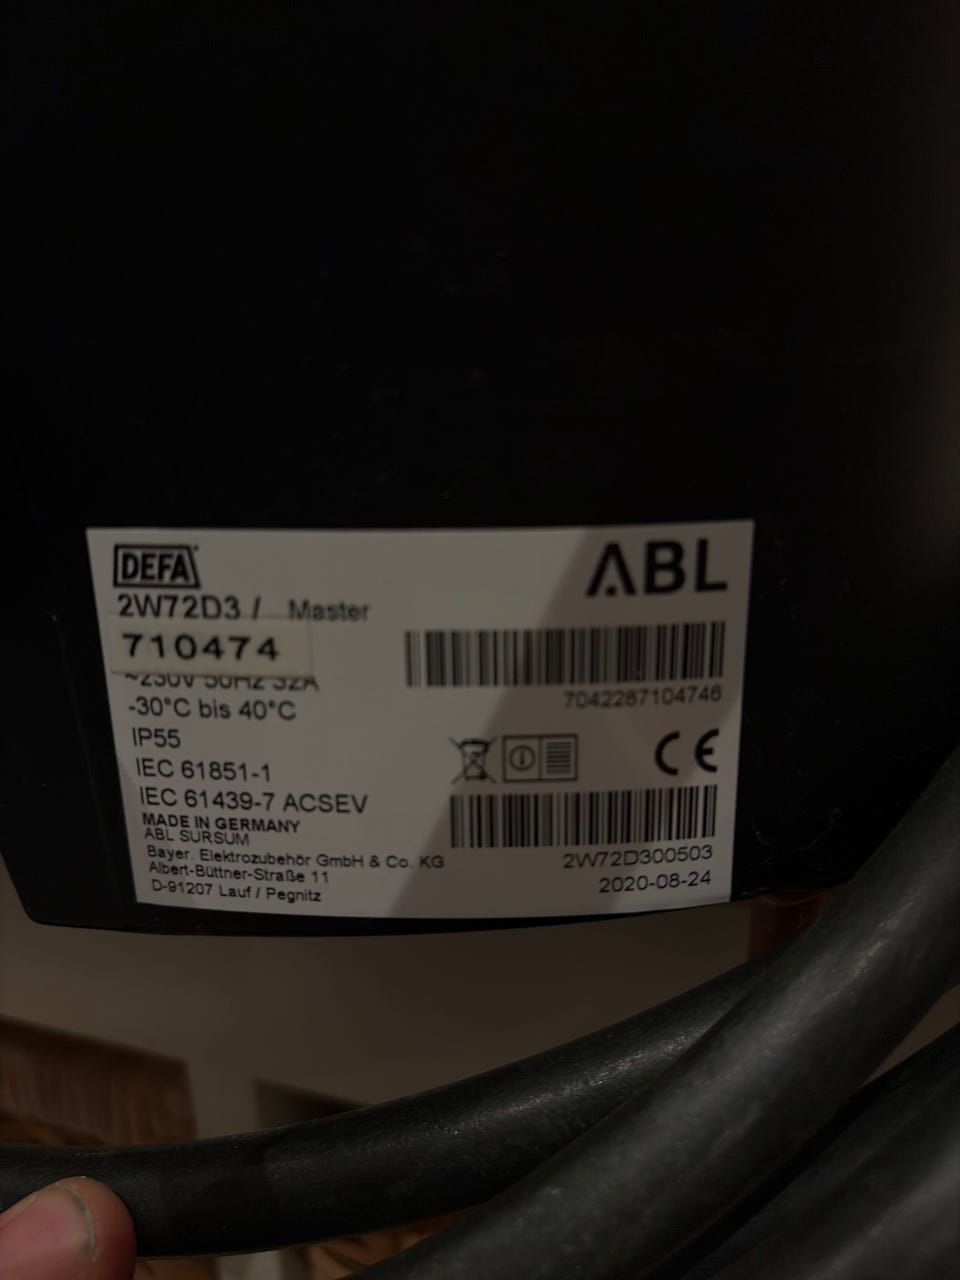 DEFA
ABL
2W72D3 / Master
710474
~230V 50Hz 32A
7042287104746
-30°C bis 40°C
IP55
IEC 61851-1
IEC 61439-7 ACSEV
CE
MADE IN GERMANY
ABL SURSUM
Bayer. Elektrozubehör GmbH & Co. KG
Albert-Büttner-Straße 11
D-91207 Lauf / Pegnitz
2W72D300503
2020-08-24